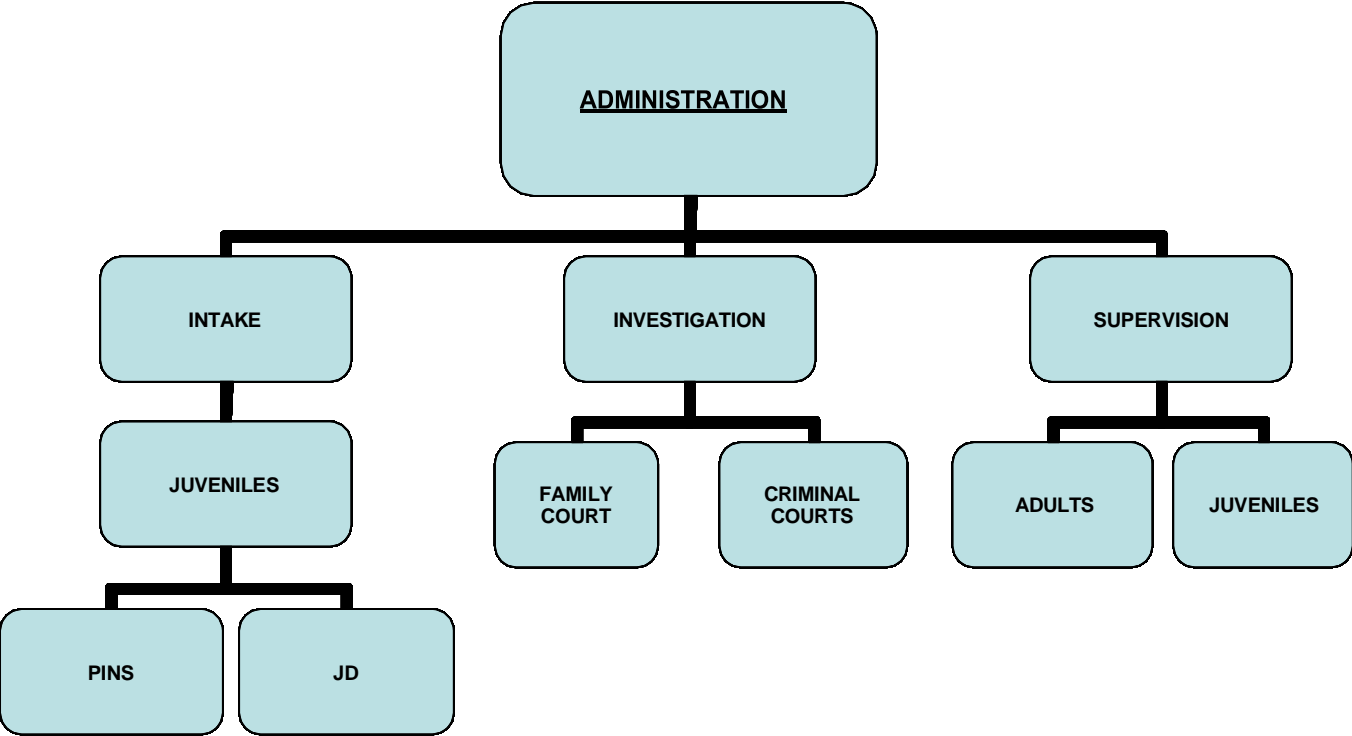 ADMINISTRATION
INTAKE
INVESTIGATION
SUPERVISION
JUVENILES
FAMILY
COURT
CRIMINAL
COURTS
ADULTS
JUVENILES
PINS
JD